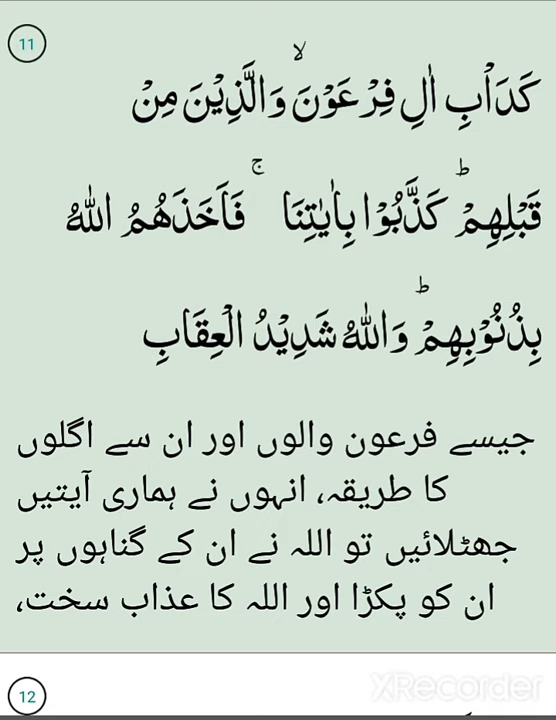 11
كَدَاْبِ اٰلِ فِرْعَوْنَ ۙ وَالَّذِيْنَ مِنْ
قَبْلِهِمْ ؕ كَذَّبُوْا بِاٰيٰتِنَا ۚ فَاَخَذَهُمُ اللّٰهُ
بِذُنُوْبِهِمْ ؕ وَاللّٰهُ شَدِيْدُ الْعِقَابِ
جیسے فرعون والوں اور ان سے اگلوں
کا طریقہ، انہوں نے ہماری آیتیں
جھٹلائیں تو اللہ نے ان کے گناہوں پر
ان کو پکڑا اور اللہ کا عذاب سخت،
XRecorder
12